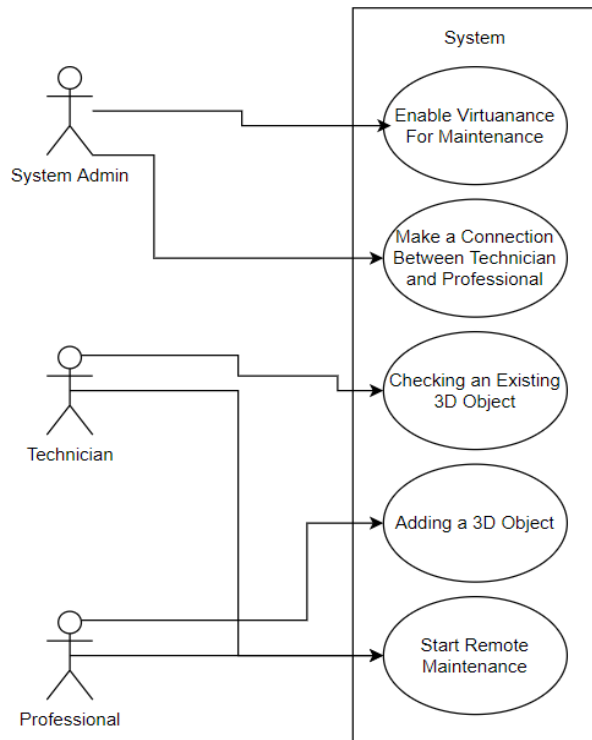 System
Enable Virtuanance
For Maintenance
System Admin
Make a Connection
Between Technician
and Professional
Checking an Existing
3D Object
Technician
Adding a 3D Object
Start Remote
Maintenance
Professional